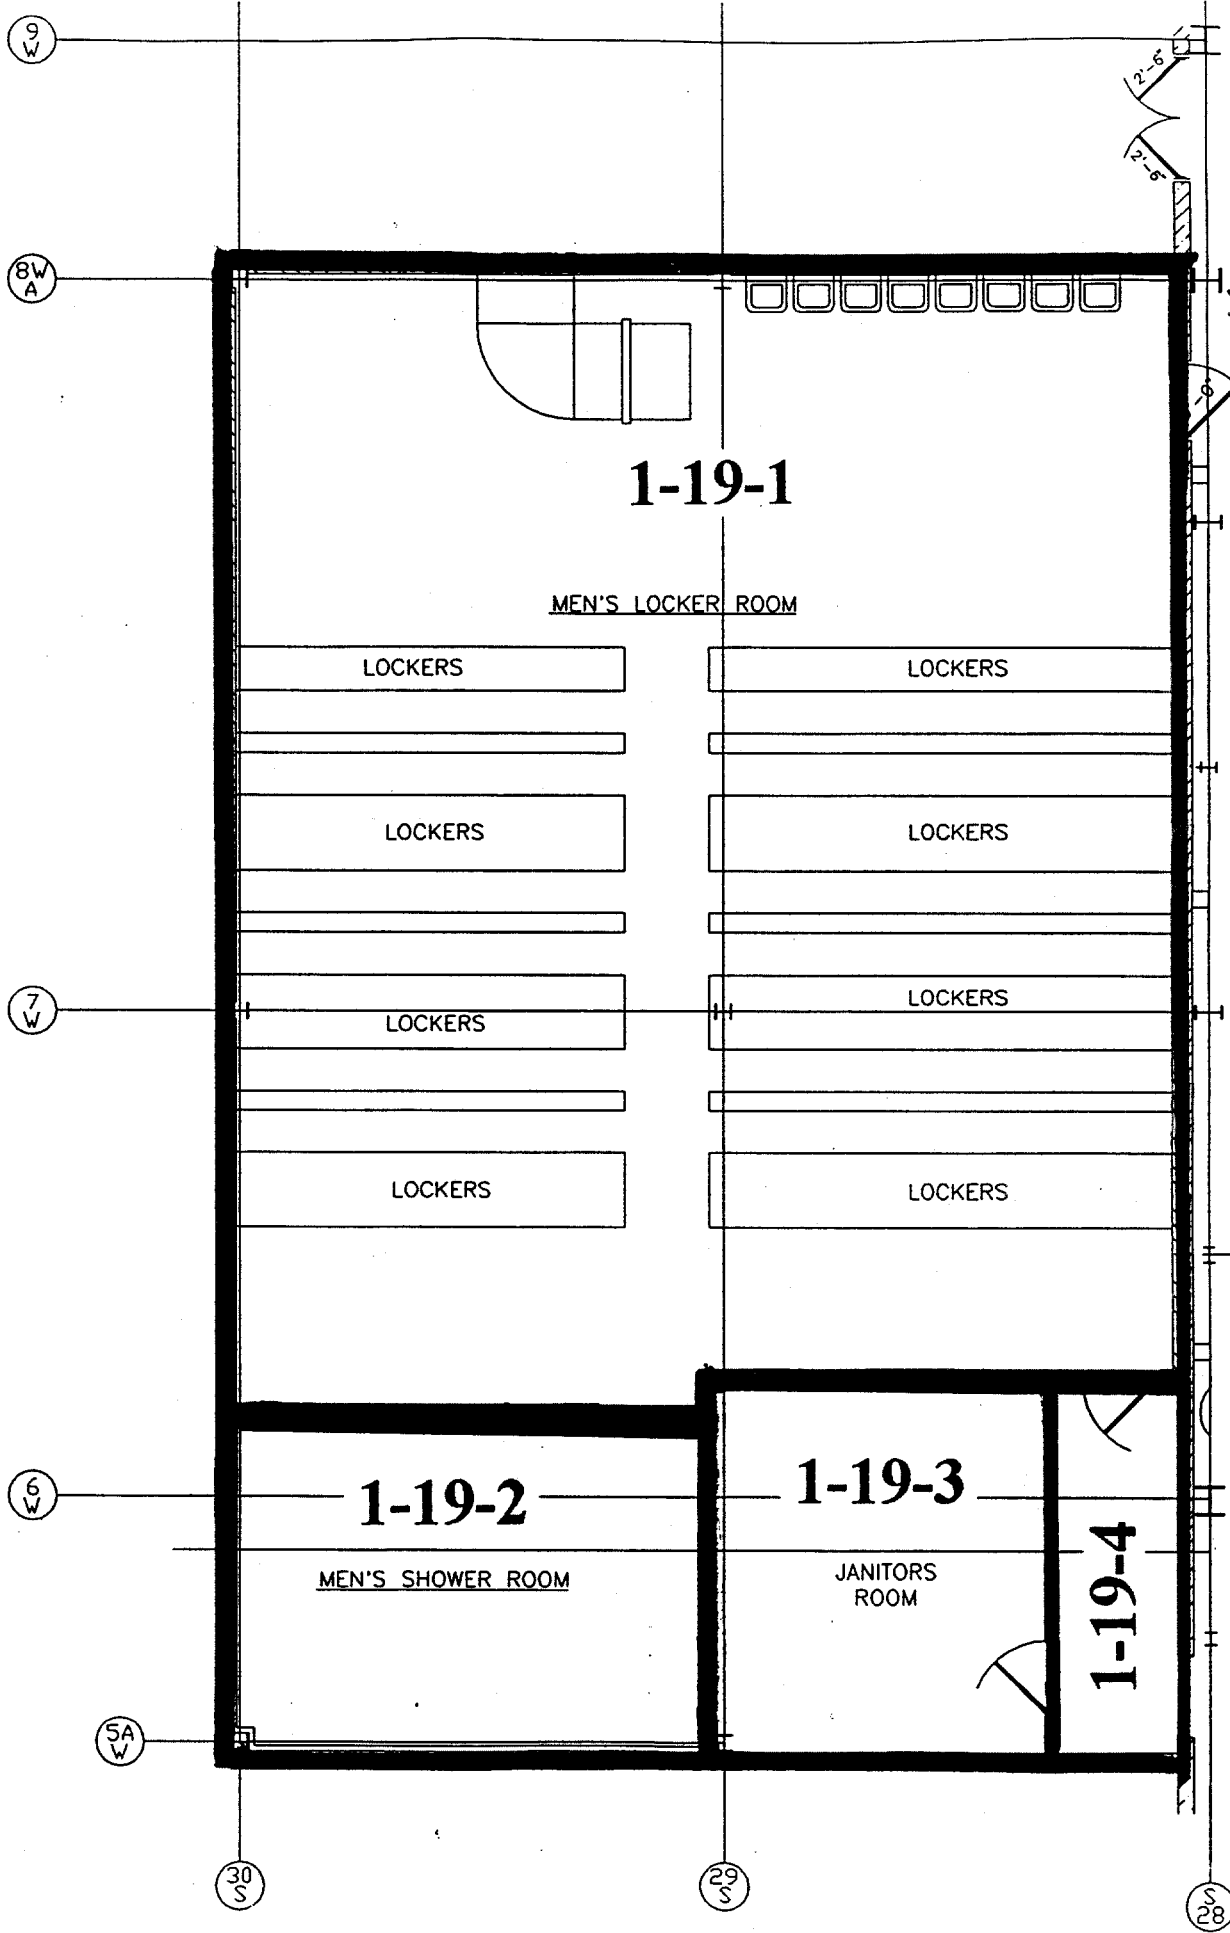 9
W
2'-6"
2'-6"
8W
A
-0"
1-19-1
MEN'S LOCKER ROOM
LOCKERS LOCKERS
LOCKERS LOCKERS
7
W
LOCKERS LOCKERS
LOCKERS LOCKERS
6
W
1-19-2
1-19-3
1-19-4
MEN'S SHOWER ROOM
JANITORS
ROOM
5A
W
30
S
29
S
S
28